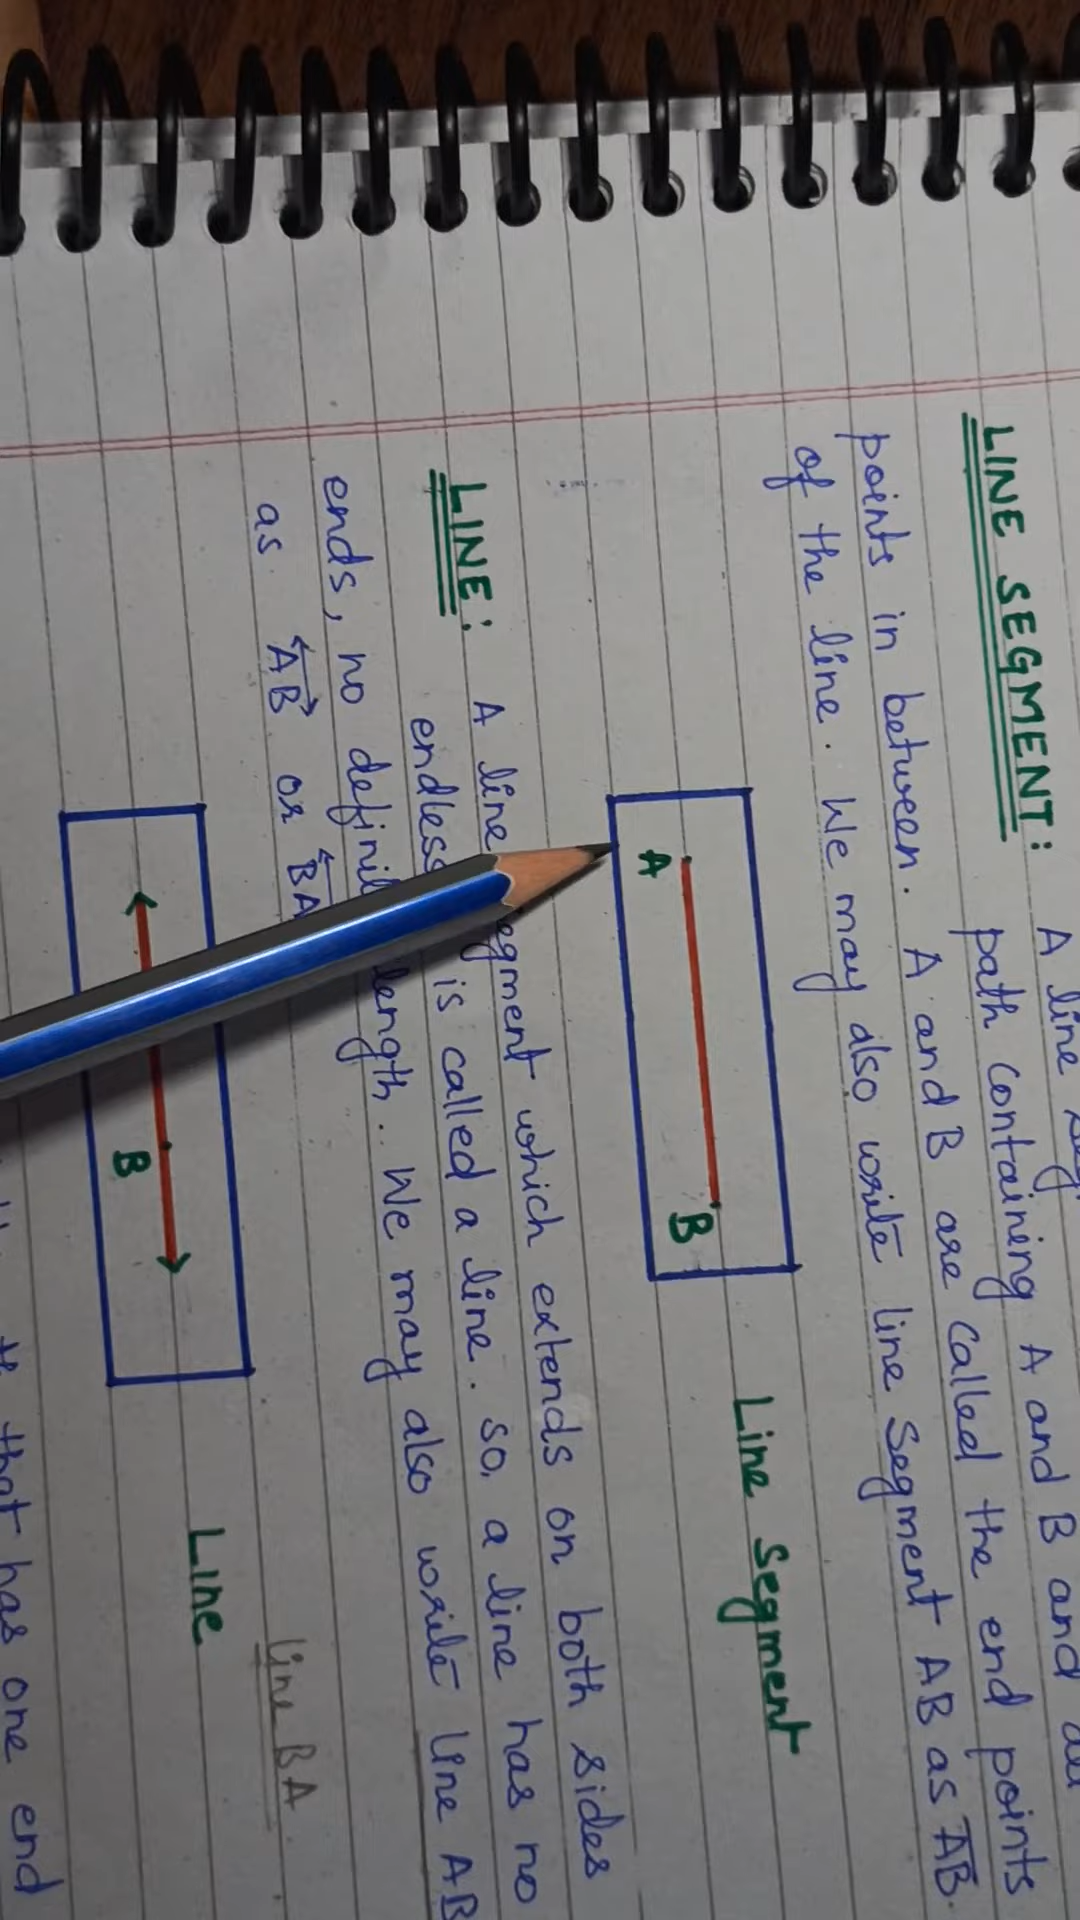 LINE SEGMENT: A line
path containing A and B and
points in between. A and B are called the end points
of the line. We may also write line Segment AB as AB.
A B
Line Segment
LINE: A line egment which extends on both sides
endless is called a line. so, a line has no
ends, no definit length.. We may also write line AB
as AB or BA
line BA
B
Line
that has one end